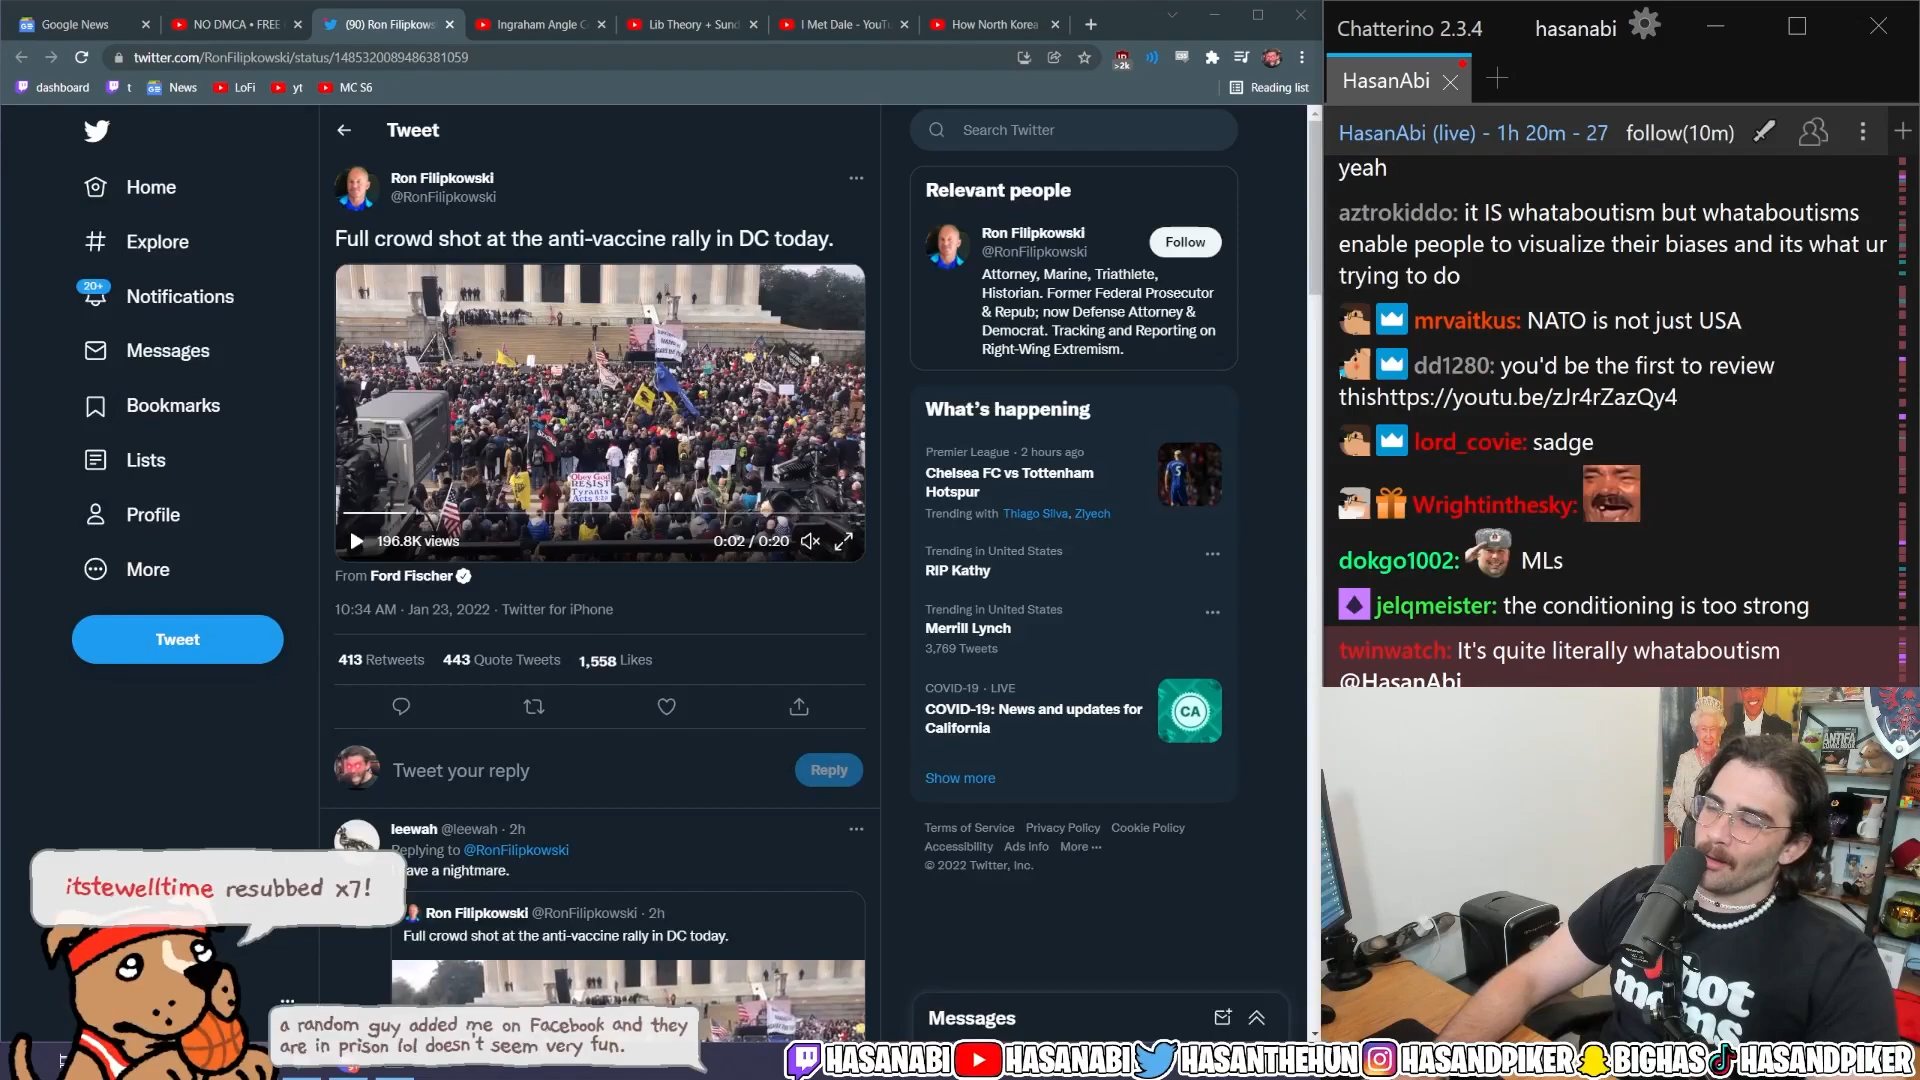 Google News
NO DMCA • FREE
(90) Ron Filipkows
Ingraham Angle
Lib Theory + Sund
I Met Dale - YouTu
How North Korea
twitter.com/RonFilipkowski/status/1485320089486381059
>2k
dashboard
t
News
LoFi
yt
MC S6
Reading list
Home
Explore
20+
Notifications
Messages
Bookmarks
Lists
Profile
More
Tweet
Tweet
Ron Filipkowski
@RonFilipkowski
Full crowd shot at the anti-vaccine rally in DC today.
Obey God
RESIST
Tyrants
196.8K views
0:02 / 0:20
From Ford Fischer
10:34 AM · Jan 23, 2022 · Twitter for iPhone
413 Retweets 443 Quote Tweets 1,558 Likes
Tweet your reply
Reply
leewah @leewah · 2h
Replying to @RonFilipkowski
ave a nightmare.
Ron Filipkowski @RonFilipkowski · 2h
Full crowd shot at the anti-vaccine rally in DC today.
Search Twitter
Relevant people
Ron Filipkowski
@RonFilipkowski
Follow
Attorney, Marine, Triathlete,
Historian. Former Federal Prosecutor
& Repub; now Defense Attorney &
Democrat. Tracking and Reporting on
Right-Wing Extremism.
What's happening
Premier League · 2 hours ago
Chelsea FC vs Tottenham
Hotspur
Trending with Thiago Silva, Ziyech
Trending in United States
RIP Kathy
Trending in United States
Merrill Lynch
3,769 Tweets
COVID-19 · LIVE
COVID-19: News and updates for
California
CA
Show more
Terms of Service Privacy Policy Cookie Policy
Accessibility Ads info More ···
© 2022 Twitter, Inc.
Messages
Chatterino 2.3.4
hasanabi
HasanAbi
HasanAbi (live) - 1h 20m - 27
follow(10m)
yeah
aztrokiddo: it IS whataboutism but whataboutisms
enable people to visualize their biases and its what ur
trying to do
mrvaitkus: NATO is not just USA
dd1280: you'd be the first to review
thishttps://youtu.be/zJr4rZazQy4
lord_covie: sadge
Wrightinthesky:
dokgo1002: MLs
jelqmeister: the conditioning is too strong
twinwatch: It's quite literally whataboutism
@HasanAbi
itstewelltime resubbed x7!
a random guy added me on Facebook and they
are in prison lol doesn't seem very fun.
HASANABI
HASANABI
HASANTHEHUN
HASANDPIKER
BIGHAS
HASANDPIKER